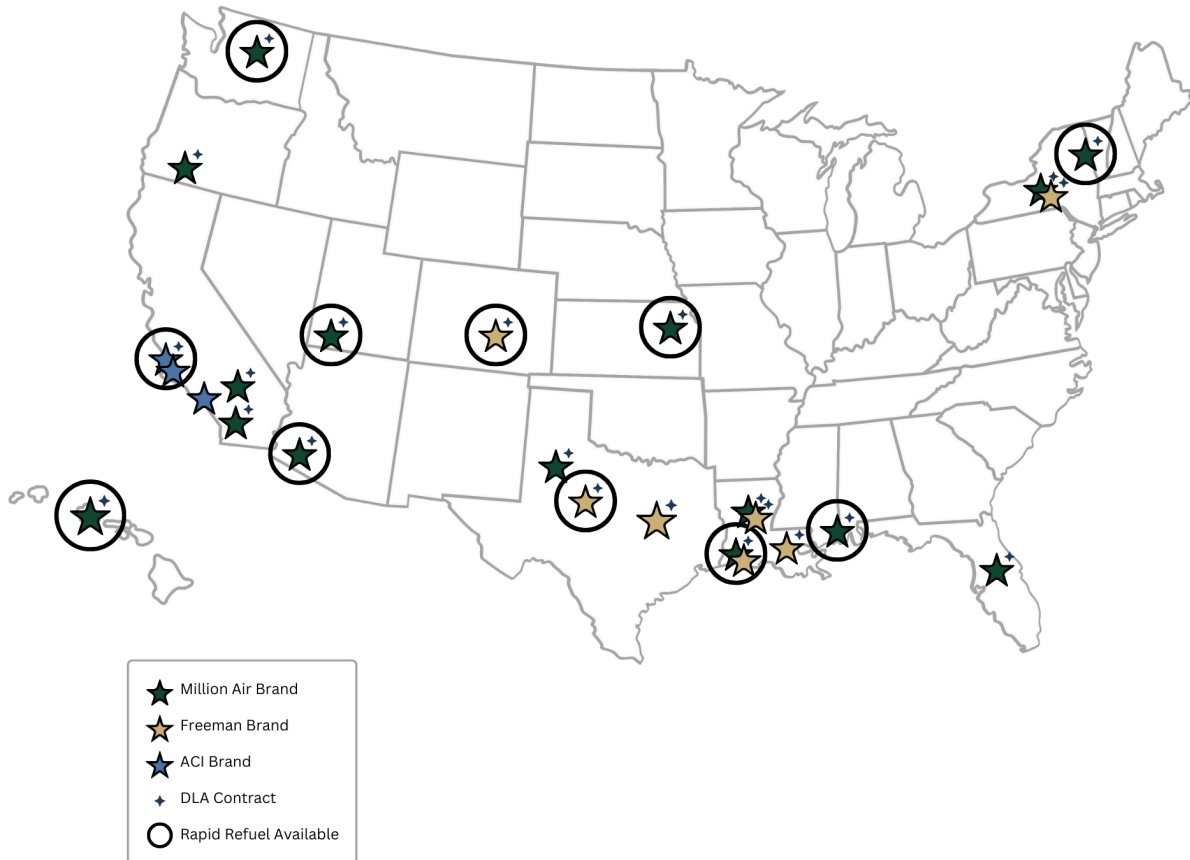 Million Air Brand
Freeman Brand
ACI Brand
DLA Contract
Rapid Refuel Available